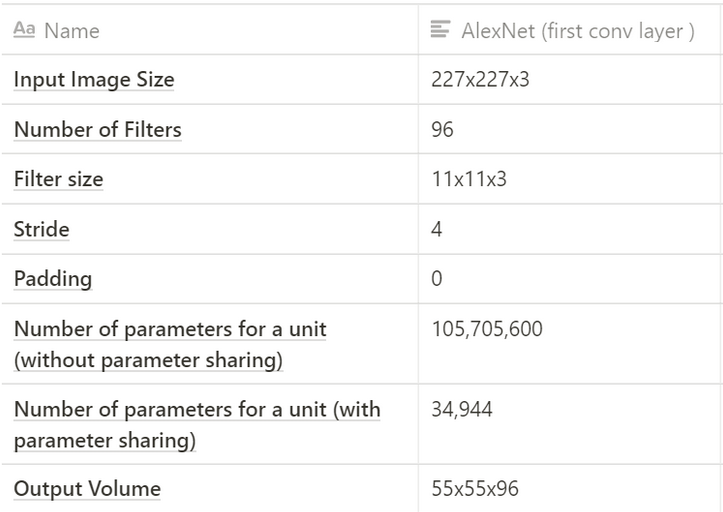 Aa Name
AlexNet (first conv layer )
Input Image Size
227x227x3
Number of Filters
96
Filter size
11x11x3
Stride
4
Padding
0
Number of parameters for a unit
(without parameter sharing)
105,705,600
Number of parameters for a unit (with
parameter sharing)
34,944
Output Volume
55x55x96